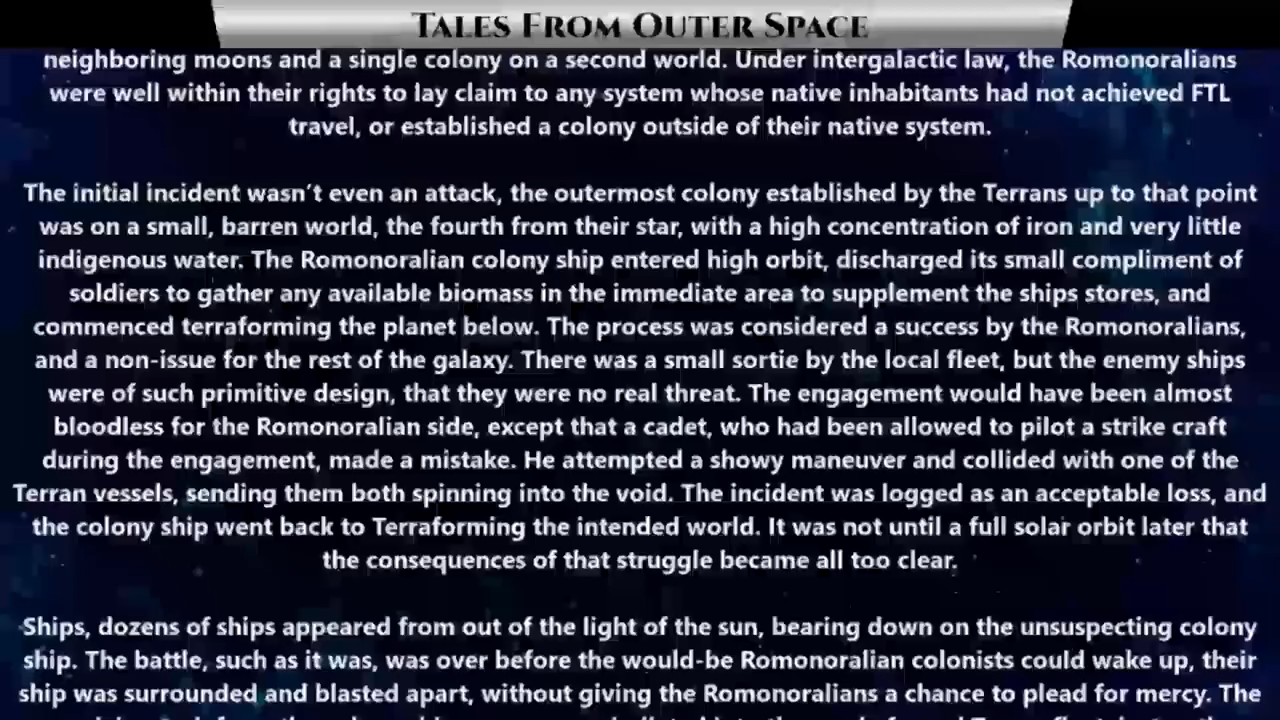 Tales From Outer Space
neighboring moons and a single colony on a second world. Under intergalactic law, the Romonoralians
were well within their rights to lay claim to any system whose native inhabitants had not achieved FTL
travel, or established a colony outside of their native system.
The initial incident wasn't even an attack, the outermost colony established by the Terrans up to that point
was on a small, barren world, the fourth from their star, with a high concentration of iron and very little
indigenous water. The Romonoralian colony ship entered high orbit, discharged its small compliment of
soldiers to gather any available biomass in the immediate area to supplement the ships stores, and
commenced terraforming the planet below. The process was considered a success by the Romonoralians,
and a non-issue for the rest of the galaxy. There was a small sortie by the local fleet, but the enemy ships
were of such primitive design, that they were no real threat. The engagement would have been almost
bloodless for the Romonoralian side, except that a cadet, who had been allowed to pilot a strike craft
during the engagement, made a mistake. He attempted a showy maneuver and collided with one of the
Terran vessels, sending them both spinning into the void. The incident was logged as an acceptable loss, and
the colony ship went back to Terraforming the intended world. It was not until a full solar orbit later that
the consequences of that struggle became all too clear.
Ships, dozens of ships appeared from out of the light of the sun, bearing down on the unsuspecting colony
ship. The battle, such as it was, was over before the would-be Romonoralian colonists could wake up, their
ship was surrounded and blasted apart, without giving the Romonoralians a chance to plead for mercy. The